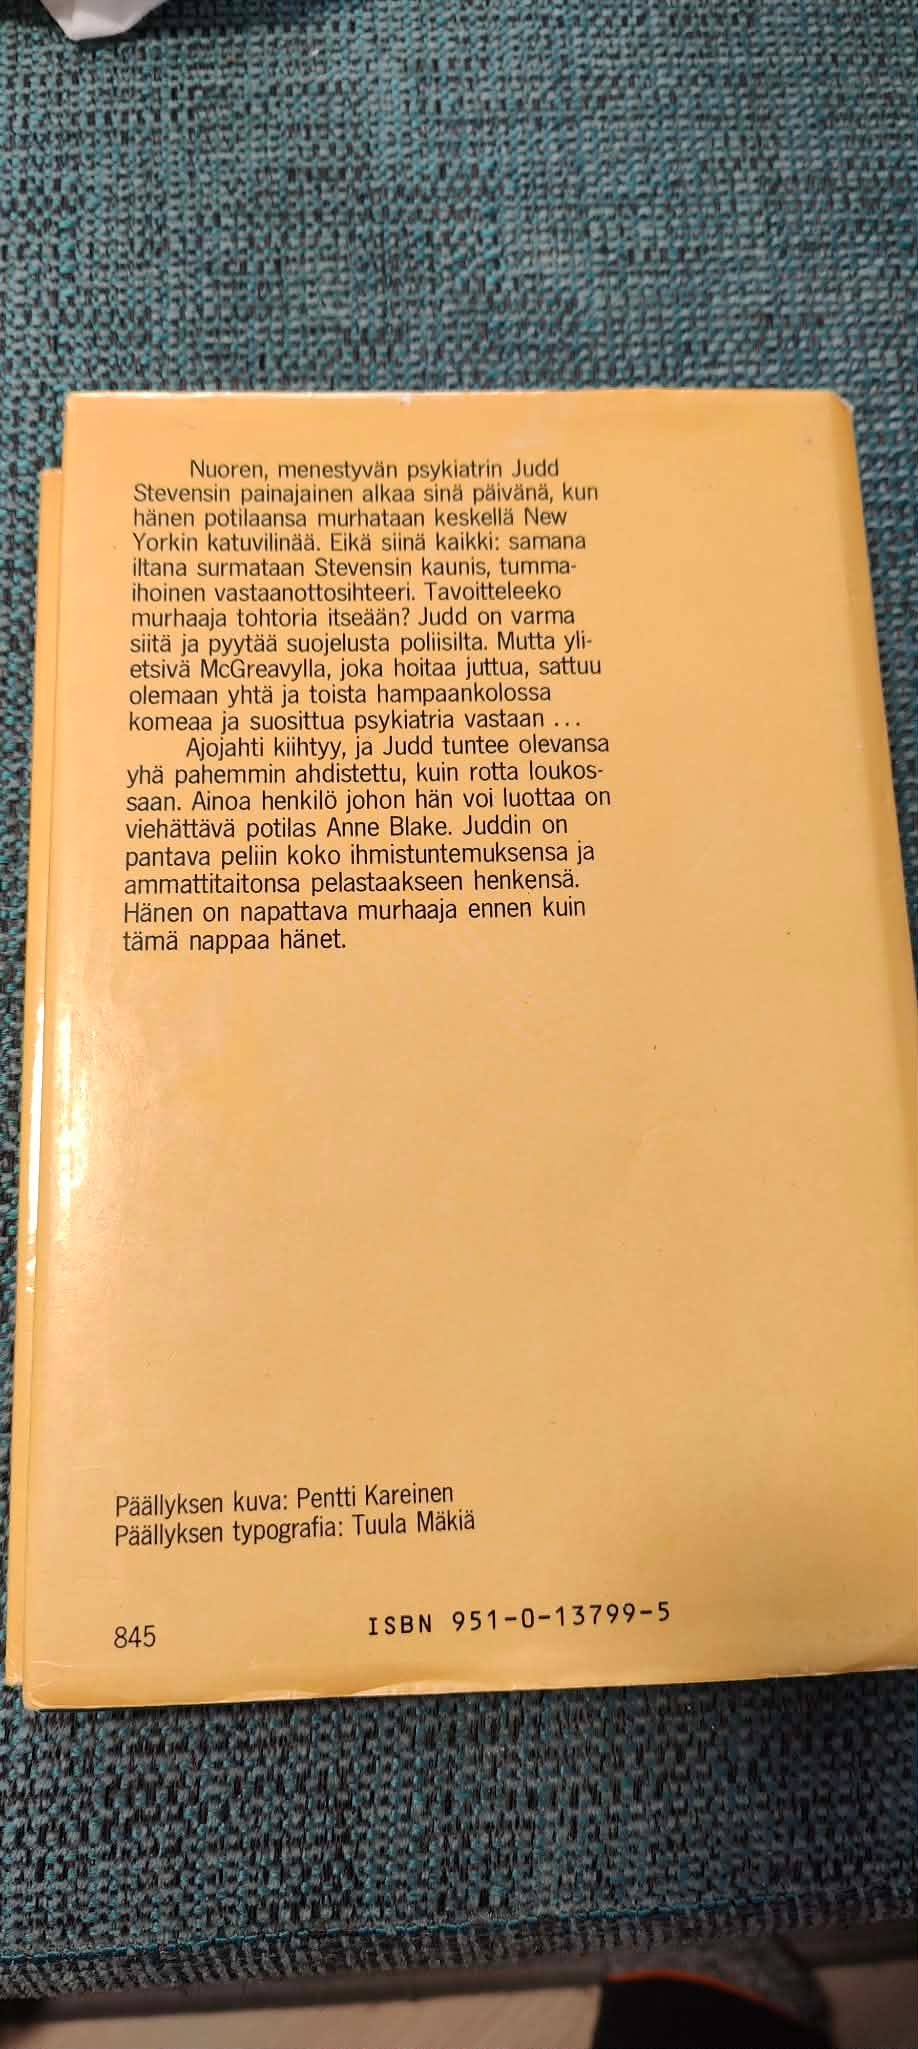 Nuoren, menestyvän psykiatrin Judd
Stevensin painajainen alkaa sinä päivänä, kun
hänen potilaansa murhataan keskellä New
Yorkin katuvilinää. Eikä siinä kaikki: samana
iltana surmataan Stevensin kaunis, tumma-
ihoinen vastaanottosihteeri. Tavoitteleeko
murhaaja tohtoria itseään? Judd on varma
siitä ja pyytää suojelusta poliisilta. Mutta yli-
etsivä McGreavylla, joka hoitaa juttua, sattuu
olemaan yhtä ja toista hampaankolossa
komeaa ja suosittua psykiatria vastaan ...
Ajojahti kiihtyy, ja Judd tuntee olevansa
yhä pahemmin ahdistettu, kuin rotta loukos-
saan. Ainoa henkilö johon hän voi luottaa on
viehättävä potilas Anne Blake. Juddin on
pantava peliin koko ihmistuntemuksensa ja
ammattitaitonsa pelastaakseen henkensä.
Hänen on napattava murhaaja ennen kuin
tämä nappaa hänet.
Päällyksen kuva: Pentti Kareinen
Päällyksen typografia: Tuula Mäkiä
845 ISBN 951-0-13799-5